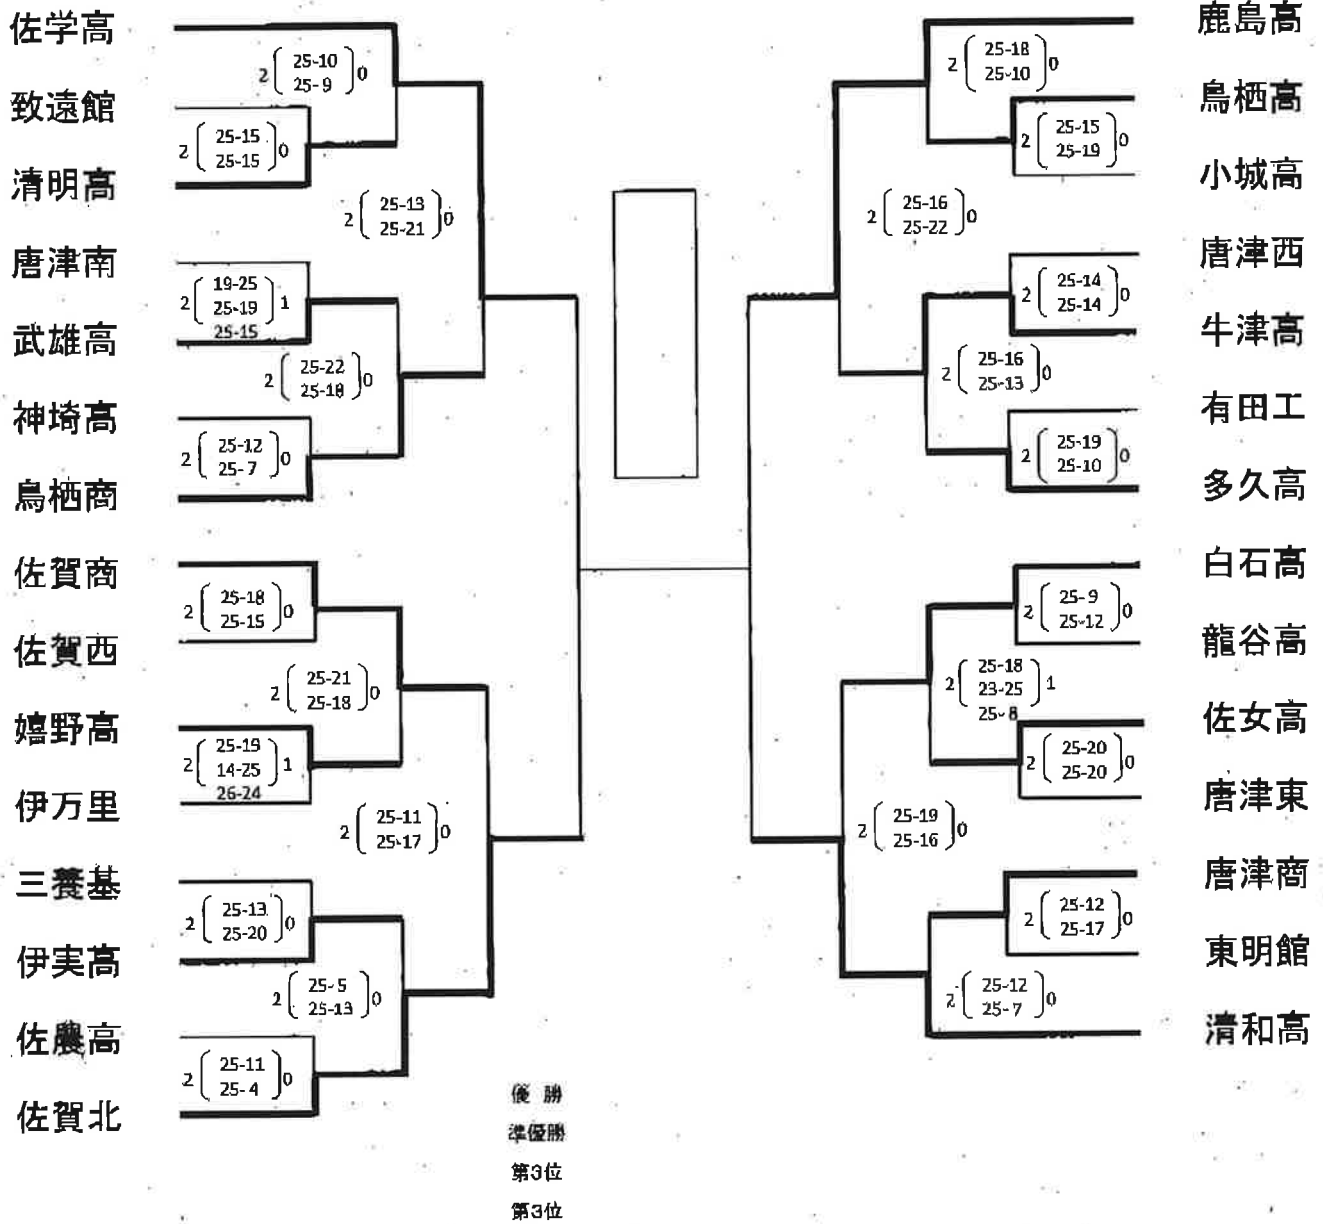 佐学高
2 25-10 0
25-9
致遠館
2 25-15 0
25-15
清明高
2 25-13 0
25-21
唐津南
2 19-25 1
25-19
25-15
武雄高
2 25-22 0
25-18
神埼高
2 25-12 0
25-7
鳥栖商
佐賀商
2 25-18 0
25-15
佐賀西
2 25-21 0
25-18
嬉野高
2 25-19 1
14-25
26-24
伊万里
2 25-11 0
25-17
三養基
2 25-13 0
25-20
伊実高
2 25-5 0
25-13
佐農高
2 25-11 0
25-4
佐賀北
鹿島高
2 25-18 0
25-10
鳥栖高
2 25-15 0
25-19
小城高
2 25-16 0
25-22
唐津西
2 25-14 0
25-14
牛津高
2 25-16 0
25-13
有田工
2 25-19 0
25-10
多久高
白石高
2 25-9 0
25-12
龍谷高
2 25-18 1
23-25
25-8
佐女高
2 25-20 0
25-20
唐津東
2 25-19 0
25-16
唐津商
2 25-12 0
25-17
東明館
2 25-12 0
25-7
清和高
優 勝
準優勝
第3位
第3位